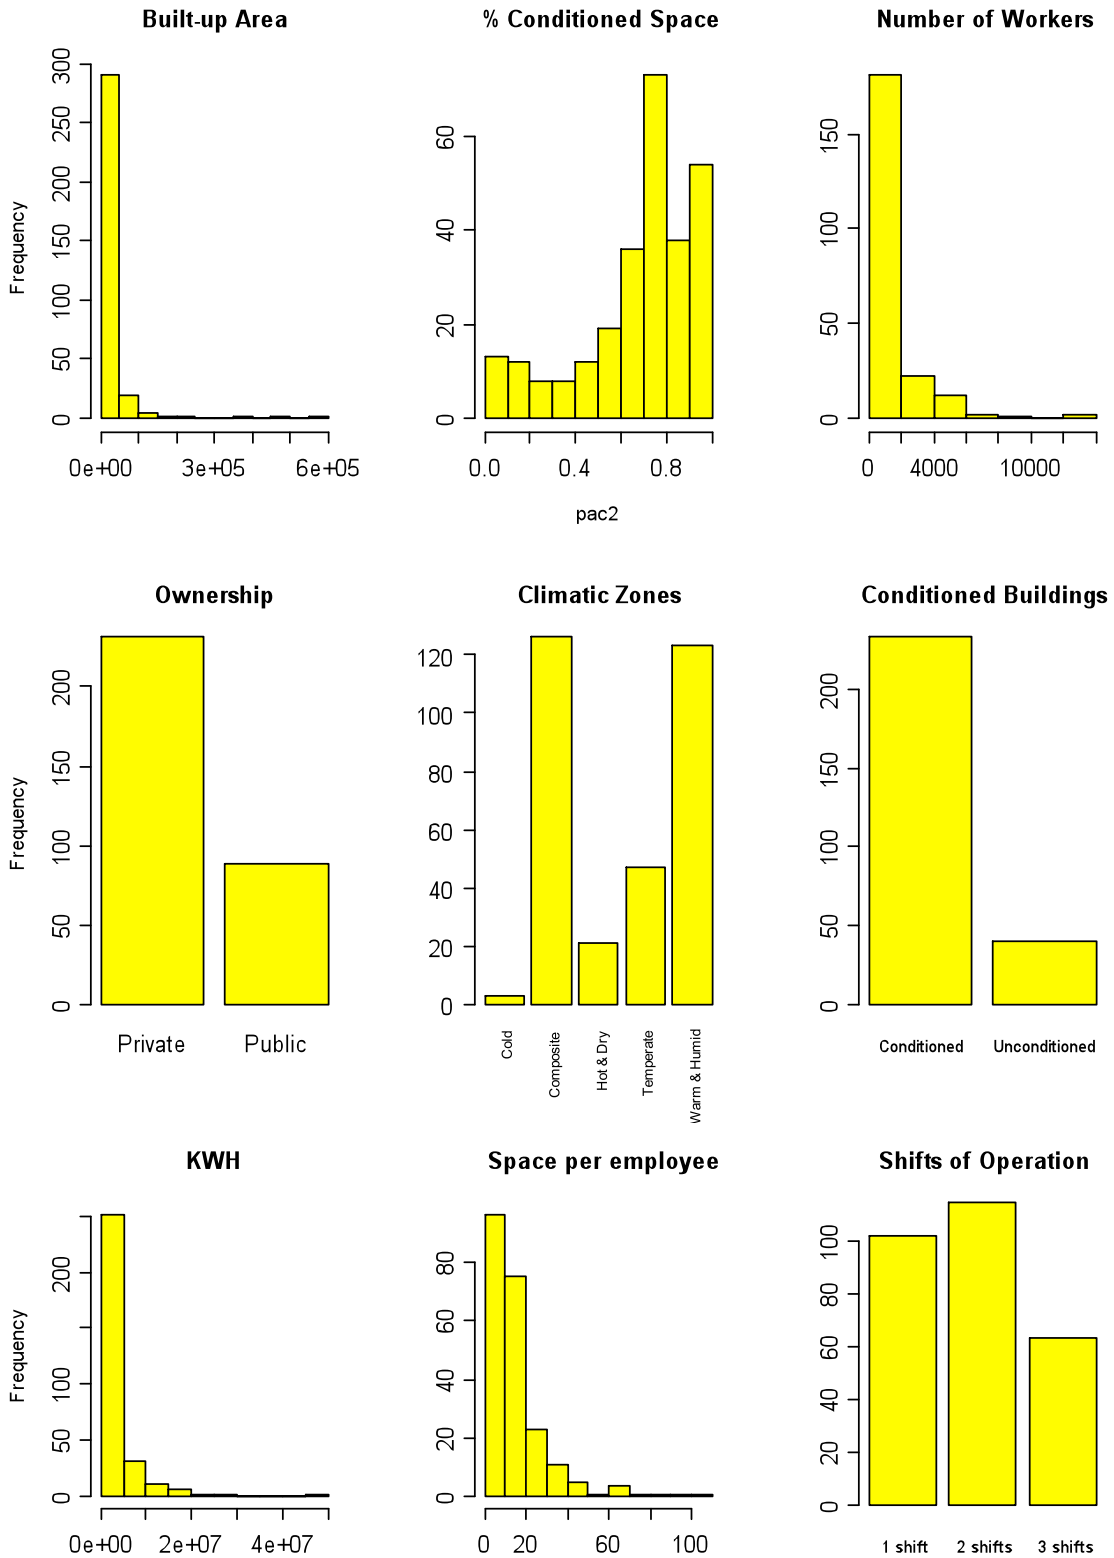 Built-up Area
% Conditioned Space
Number of Workers
Frequency
0 50 100 150 200 250 300
0e+00 3e+05 6e+05
0 20 40 60
0.0 0.4 0.8
pac2
0 50 100 150
0 4000 10000
Ownership
Climatic Zones
Conditioned Buildings
Frequency
0 50 100 150 200
Private Public
0 20 40 60 80 100 120
Cold
Composite
Hot & Dry
Temperate
Warm & Humid
0 50 100 150 200
Conditioned Unconditioned
KWH
Space per employee
Shifts of Operation
Frequency
0 50 100 200
0e+00 2e+07 4e+07
0 20 40 60 80
0 20 60 100
0 20 40 60 80 100
1 shift 2 shifts 3 shifts